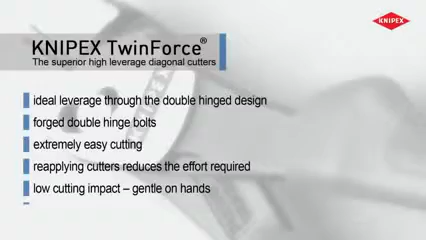 KNIPEX
KNIPEX TwinForce®
The superior high leverage diagonal cutters
ideal leverage through the double hinged design
forged double hinge bolts
extremely easy cutting
reapplying cutters reduces the effort required
low cutting impact – gentle on hands
KNIPEX